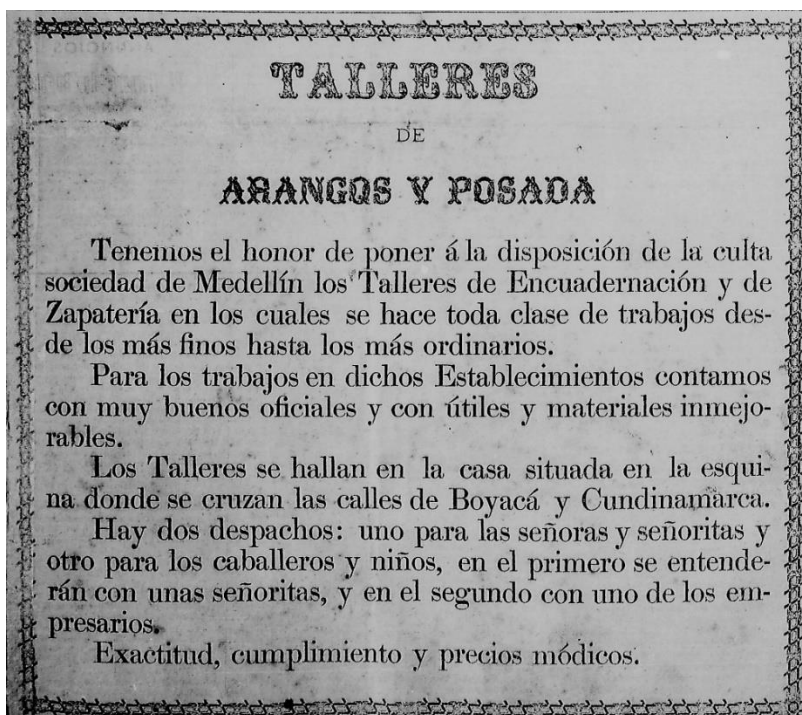 TALLERES
DE
ARANGOS Y POSADA
Tenemos el honor de poner á la disposición de la culta
sociedad de Medellín los Talleres de Encuadernación y de
Zapatería en los cuales se hace toda clase de trabajos des-
de los más finos hasta los más ordinarios.
Para los trabajos en dichos Establecimientos contamos
con muy buenos oficiales y con útiles y materiales inmejo-
rables.
Los Talleres se hallan en la casa situada en la esqui-
na donde se cruzan las calles de Boyacá y Cundinamarca.
Hay dos despachos: uno para las señoras y señoritas y
otro para los caballeros y niños, en el primero se entende-
rán con unas señoritas, y en el segundo con uno de los em-
presarios.
Exactitud, cumplimiento y precios módicos.